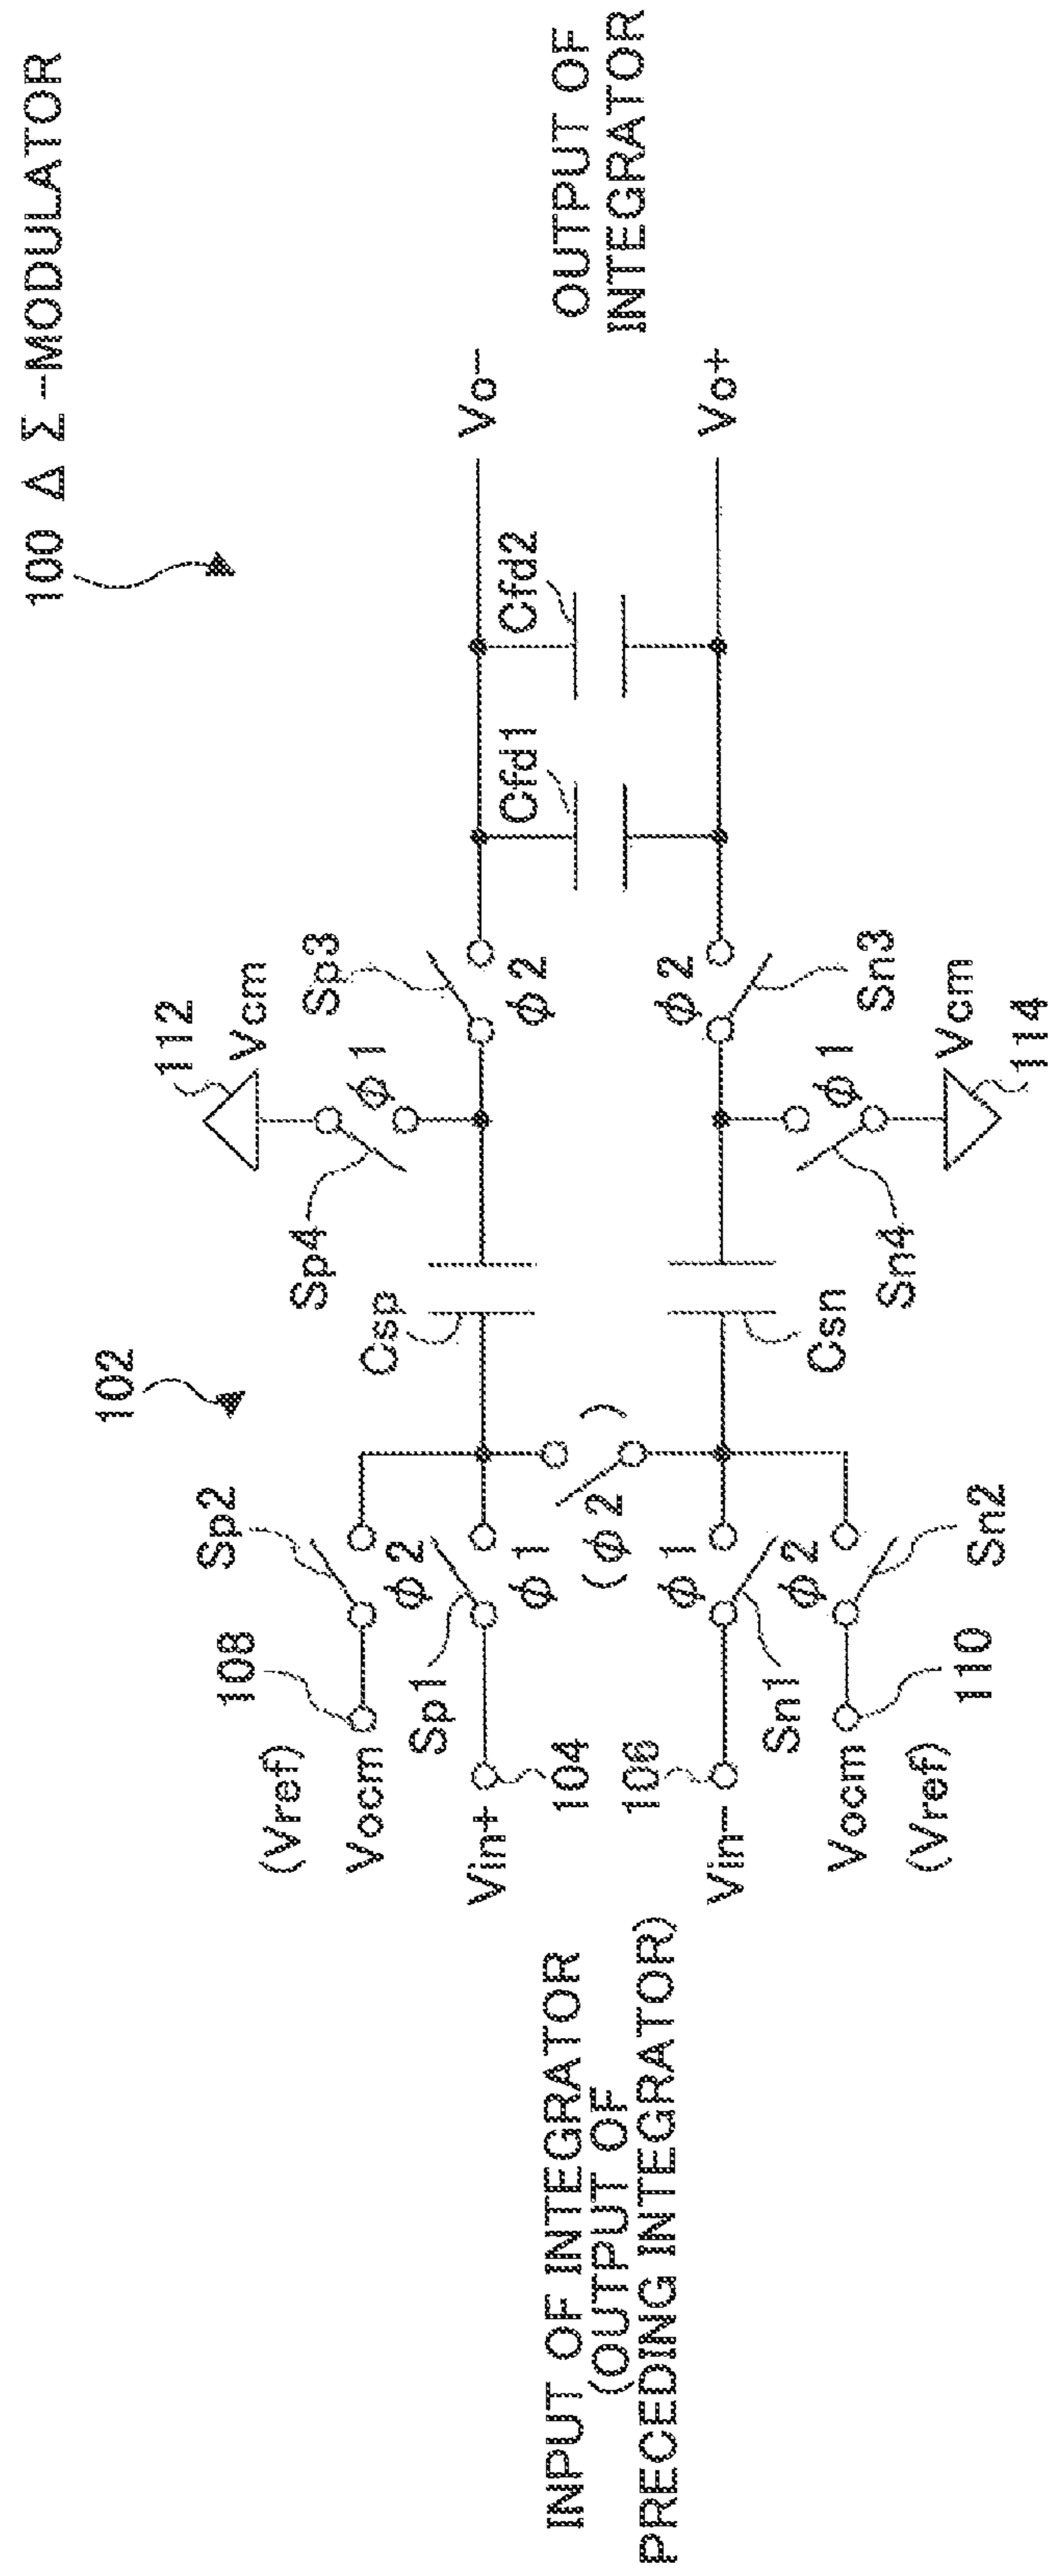 100 Δ Σ-MODULATOR
102
112
Vcm
Sp4
φ1
Sp3
φ2
Sp2
108
(Vref)
Vocm
φ2
Sp1
φ1
Vin+
104
Csp
(φ2)
Cfd1
Cfd2
Vo-
OUTPUT OF
INTEGRATOR
INPUT OF INTEGRATOR
(OUTPUT OF
PRECEDING INTEGRATOR)
106
Vin-
φ1
Sn1
φ2
Vocm
(Vref)
110
Sn2
Csn
φ2
Sn3
φ1
Sn4
Vcm
114
Vo+